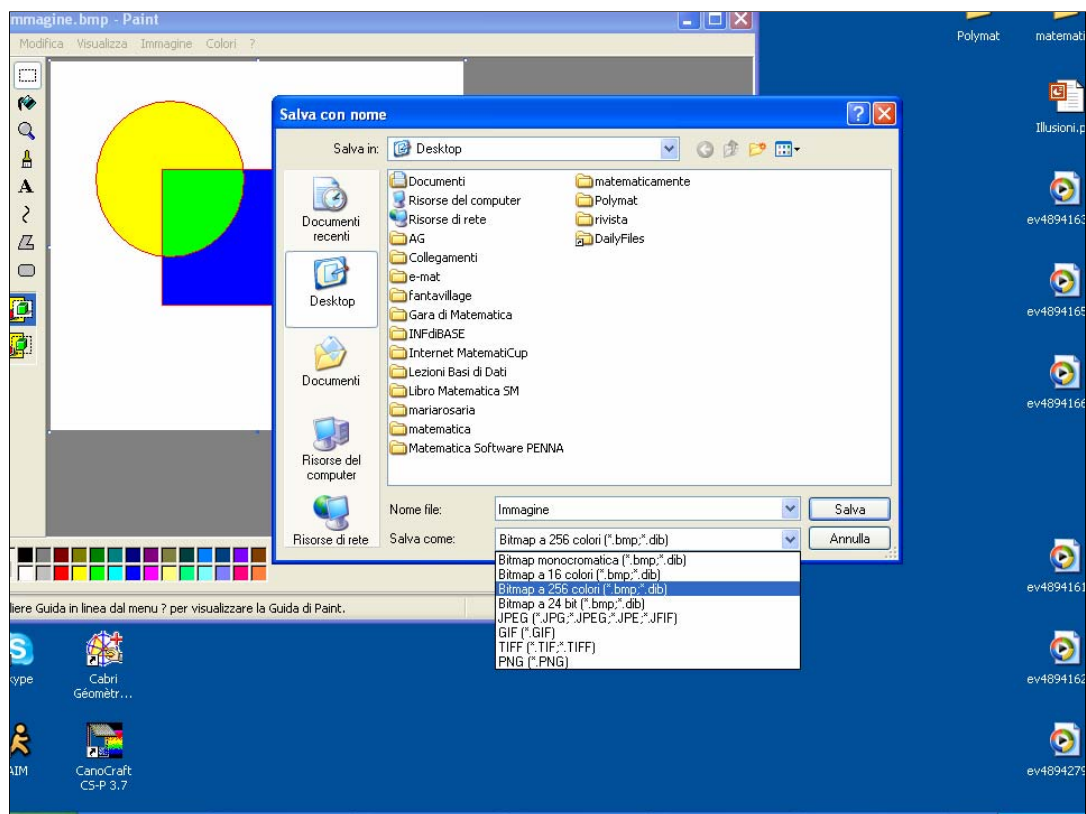 mmagine.bmp - Paint
Modifica Visualizza Immagine Colori ?
Polymat
matemati
Illusioni.p
Salva con nome
Salva in: Desktop
Documenti recenti
Desktop
Documenti
Risorse del computer
Risorse di rete
Documenti
Risorse del computer
Risorse di rete
AG
Collegamenti
e-mat
fantavillage
Gara di Matematica
INFdiBASE
Internet MatematiCup
Lezioni Basi di Dati
Libro Matematica SM
mariarosaria
matematica
Matematica Software PENNA
matematicamente
Polymat
rivista
DailyFiles
Nome file: Immagine Salva
Salva come: Bitmap a 256 colori (*.bmp;*.dib) Annulla
Bitmap monocromatica (*.bmp;*.dib)
Bitmap a 16 colori (*.bmp;*.dib)
Bitmap a 256 colori (*.bmp;*.dib)
Bitmap a 24 bit (*.bmp;*.dib)
JPEG (*.JPG;*.JPEG;*.JPE;*.JFIF)
GIF (*.GIF)
TIFF (*.TIF;*.TIFF)
PNG (*.PNG)
liere Guida in linea dal menu ? per visualizzare la Guida di Paint.
kype
Cabri
Géomètr...
AIM
CanoCraft
CS-P 3.7
ev4894163
ev4894165
ev4894166
ev4894161
ev4894162
ev4894279